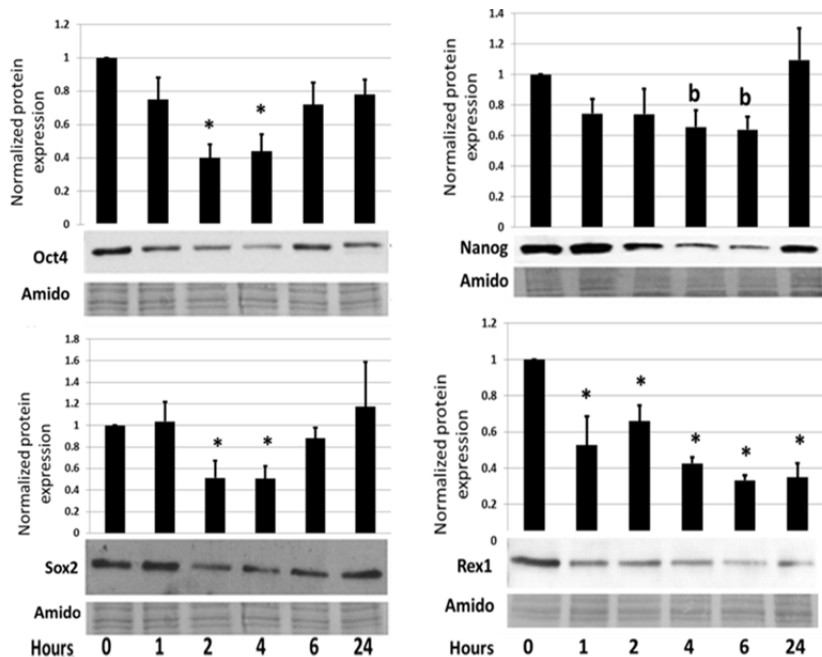 Normalized protein
expression
1.2
1
0.8
0.6
0.4
0.2
0
* *
Oct4
Amido
Normalized protein
expression
1.4
1.2
1
0.8
0.6
0.4
0.2
0
b b
Nanog
Amido
Normalized protein
expression
1.8
1.6
1.4
1.2
1
0.8
0.6
0.4
0.2
0
* *
Sox2
Amido
Hours 0 1 2 4 6 24
Normalized protein
expression
1.2
1
0.8
0.6
0.4
0.2
0
* * * * *
Rex1
Amido
Hours 0 1 2 4 6 24